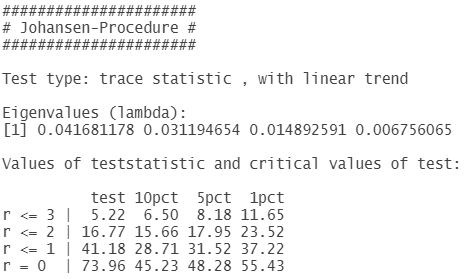 ######################
# Johansen-Procedure #
######################
Test type: trace statistic , with linear trend
Eigenvalues (lambda):
[1] 0.041681178 0.031194654 0.014892591 0.006756065
Values of teststatistic and critical values of test:
test 10pct 5pct 1pct
r <= 3 | 5.22 6.50 8.18 11.65
r <= 2 | 16.77 15.66 17.95 23.52
r <= 1 | 41.18 28.71 31.52 37.22
r = 0 | 73.96 45.23 48.28 55.43